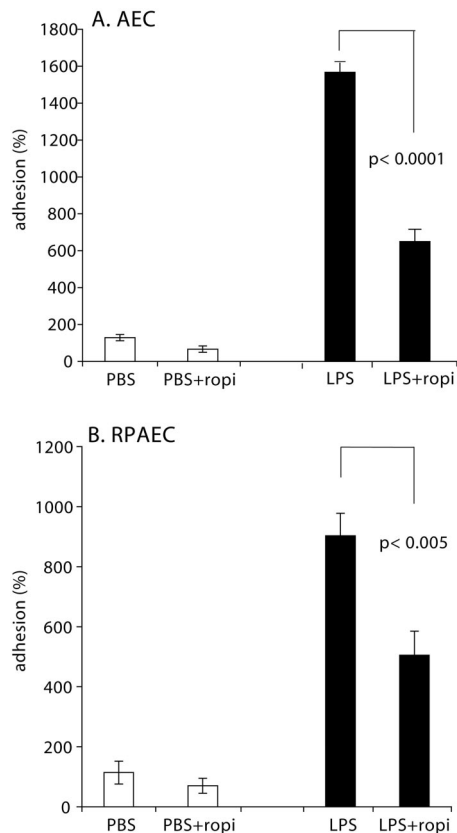 A. AEC
1800
1600
1400
1200
1000
800
600
400
200
0
adhesion (%)
p< 0.0001
PBS PBS+ropi LPS LPS+ropi
B. RPAEC
1200
1000
800
600
400
200
0
adhesion (%)
p< 0.005
PBS PBS+ropi LPS LPS+ropi